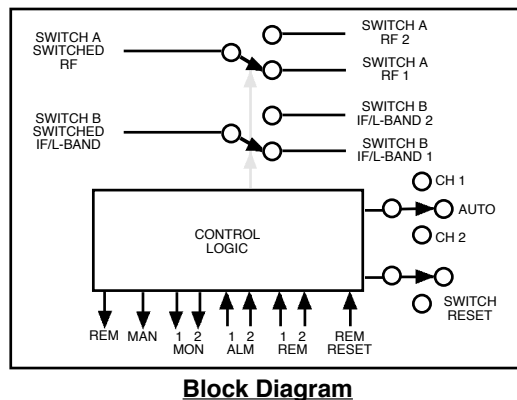 SWITCH A
SWITCHED
RF
SWITCH A
RF 2
SWITCH A
RF 1
SWITCH B
SWITCHED
IF/L-BAND
SWITCH B
IF/L-BAND 2
SWITCH B
IF/L-BAND 1
CONTROL
LOGIC
CH 1
AUTO
CH 2
SWITCH
RESET
REM
MAN
1 2
MON
1 2
ALM
1 2
REM
REM
RESET
Block Diagram